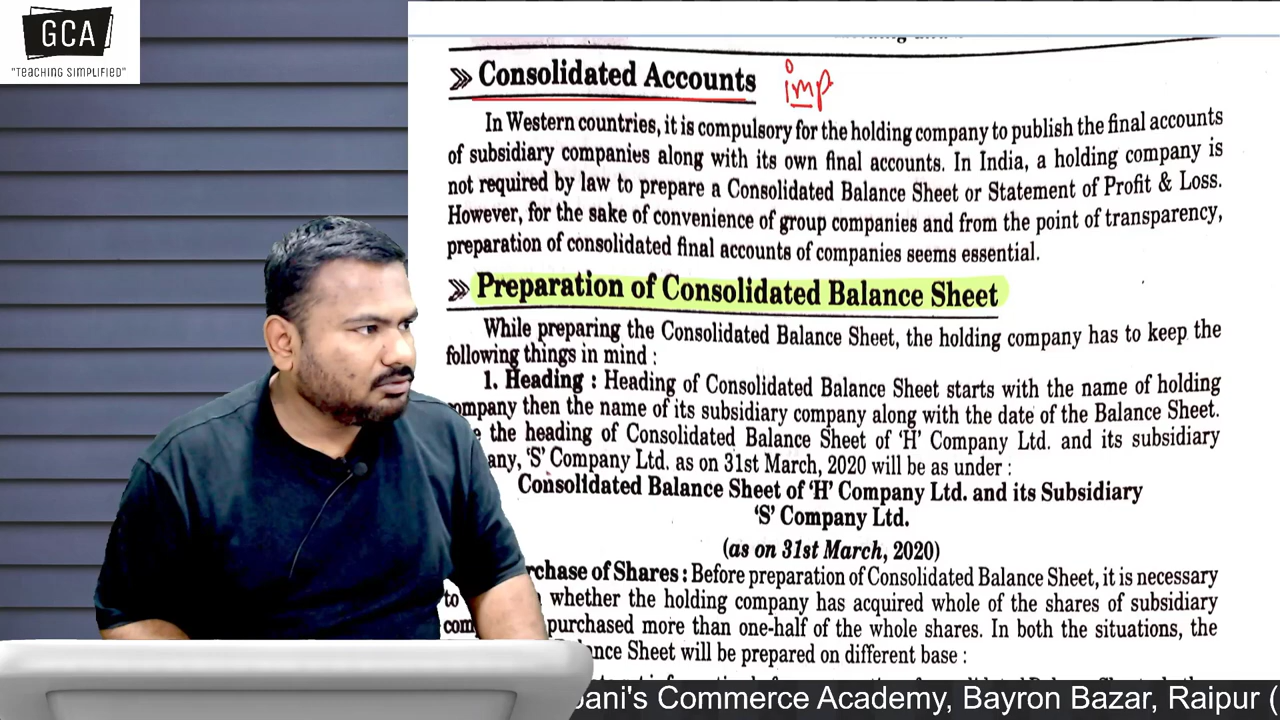 GCA
"TEACHING SIMPLIFIED"
Consolidated Accounts imp
In Western countries, it is compulsory for the holding company to publish the final accounts
of subsidiary companies along with its own final accounts. In India, a holding company is
not required by law to prepare a Consolidated Balance Sheet or Statement of Profit & Loss.
However, for the sake of convenience of group companies and from the point of transparency,
preparation of consolidated final accounts of companies seems essential.
Preparation of Consolidated Balance Sheet
While preparing the Consolidated Balance Sheet, the holding company has to keep the
following things in mind :
1. Heading : Heading of Consolidated Balance Sheet starts with the name of holding
ompany then the name of its subsidiary company along with the date of the Balance Sheet.
the heading of Consolidated Balance Sheet of 'H' Company Ltd. and its subsidiary
any, 'S' Company Ltd. as on 31st March, 2020 will be as under :
Consolidated Balance Sheet of 'H' Company Ltd. and its Subsidiary
'S' Company Ltd.
(as on 31st March, 2020)
rchase of Shares : Before preparation of Consolidated Balance Sheet, it is necessary
to whether the holding company has acquired whole of the shares of subsidiary
com purchased more than one-half of the whole shares. In both the situations, the
nce Sheet will be prepared on different base :
bani's Commerce Academy, Bayron Bazar, Raipur (